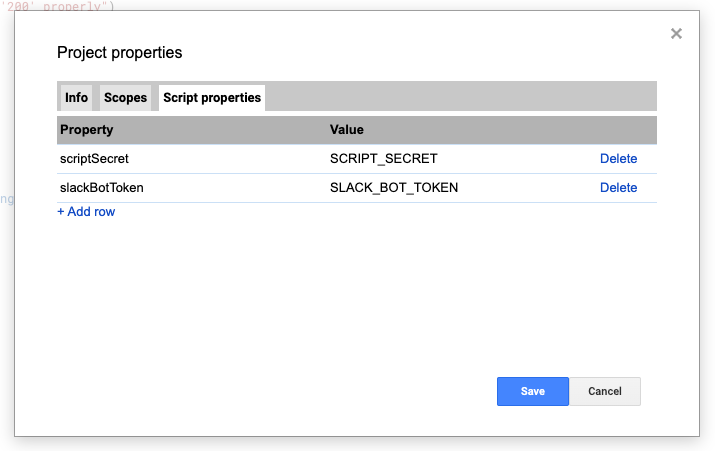 '200' properly")
Project properties
Info Scopes Script properties
Property Value
scriptSecret SCRIPT_SECRET Delete
slackBotToken SLACK_BOT_TOKEN Delete
ng
+ Add row
Save Cancel